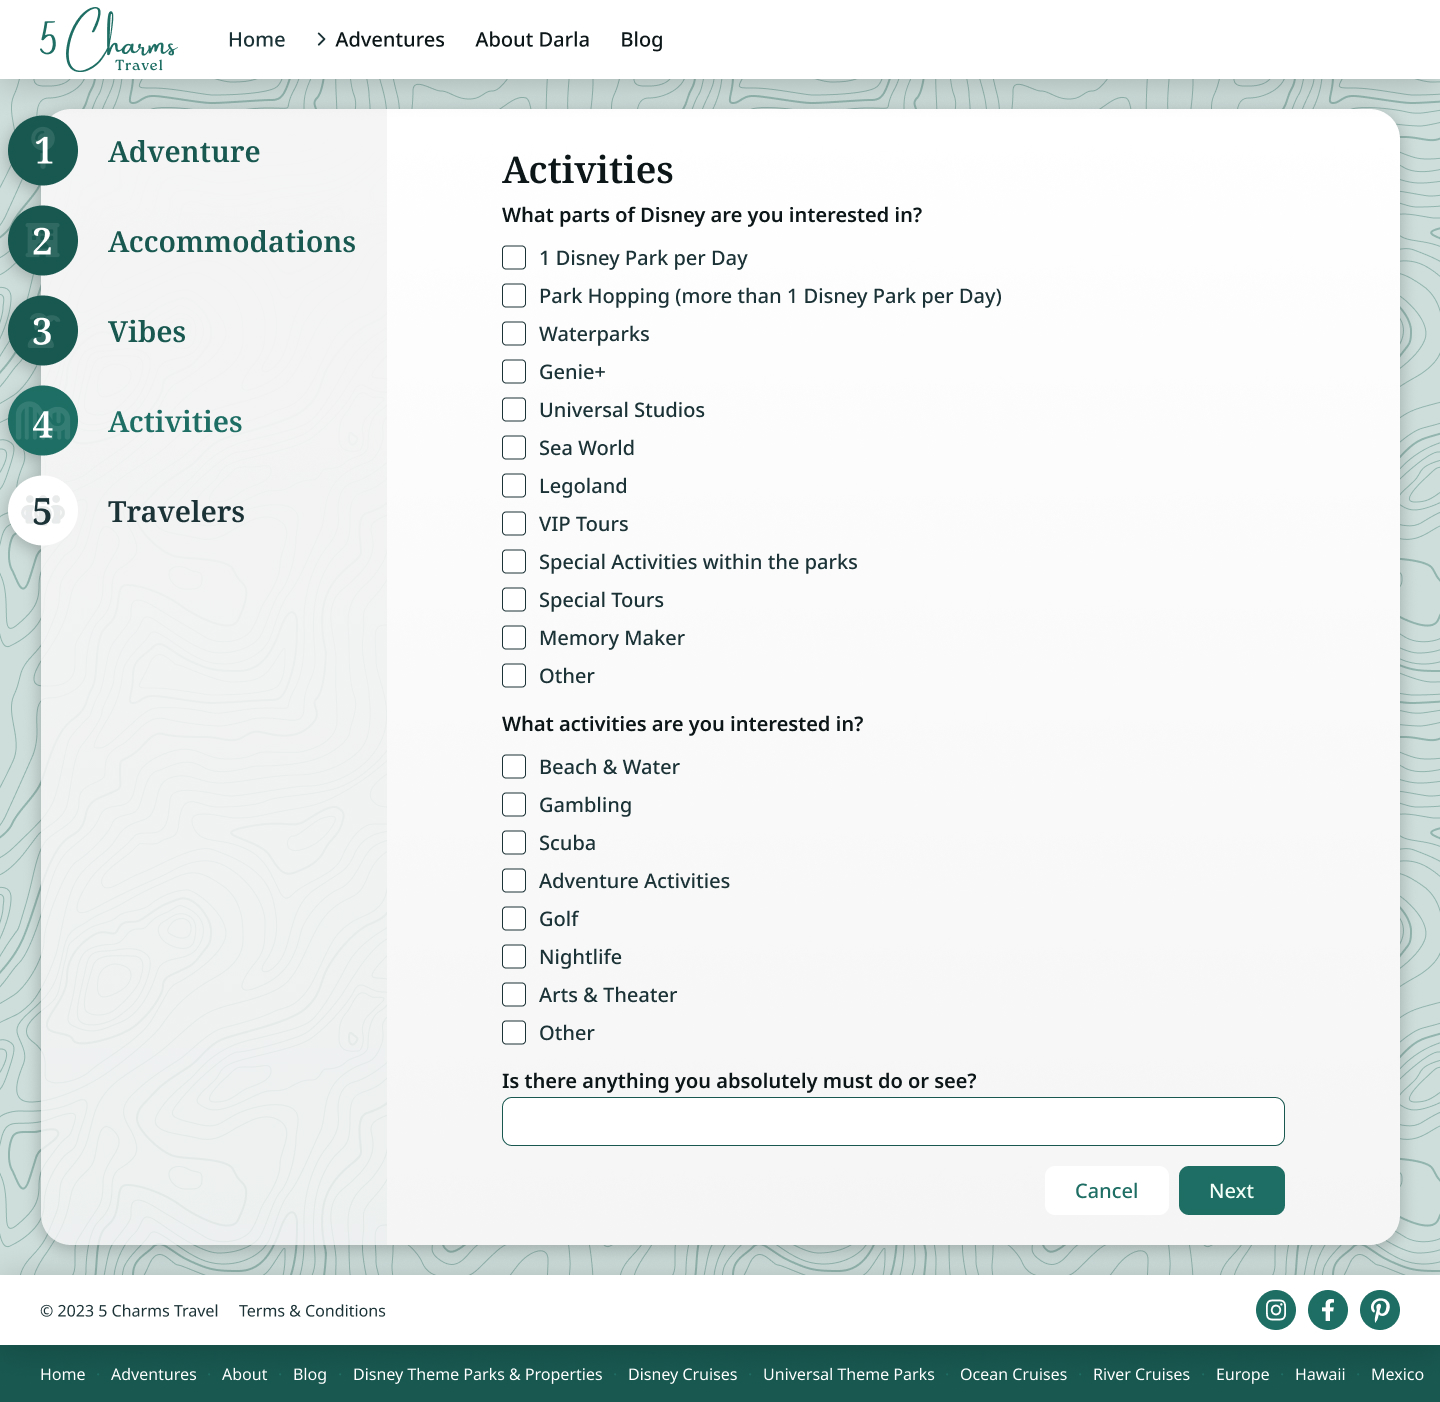 5 Charms
Travel
Home
Adventures
About Darla
Blog
1
Adventure
2
Accommodations
3
Vibes
4
Activities
5
Travelers
Activities
What parts of Disney are you interested in?
1 Disney Park per Day
Park Hopping (more than 1 Disney Park per Day)
Waterparks
Genie+
Universal Studios
Sea World
Legoland
VIP Tours
Special Activities within the parks
Special Tours
Memory Maker
Other
What activities are you interested in?
Beach & Water
Gambling
Scuba
Adventure Activities
Golf
Nightlife
Arts & Theater
Other
Is there anything you absolutely must do or see?
Cancel
Next
© 2023 5 Charms Travel
Terms & Conditions
Home
Adventures
About
Blog
Disney Theme Parks & Properties
Disney Cruises
Universal Theme Parks
Ocean Cruises
River Cruises
Europe
Hawaii
Mexico